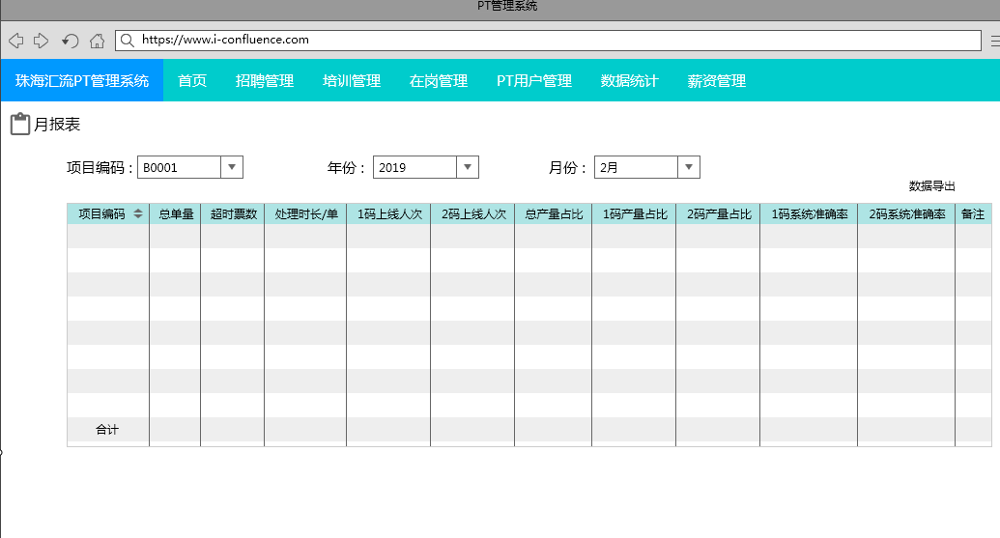 PT管理系统
https://www.i-confluence.com
珠海汇流PT管理系统 首页 招聘管理 培训管理 在岗管理 PT用户管理 数据统计 薪资管理
月报表
项目编码： B0001 年份： 2019 月份： 2月
数据导出
项目编码 总单量 超时票数 处理时长/单 1码上线人次 2码上线人次 总产量占比 1码产量占比 2码产量占比 1码系统准确率 2码系统准确率 备注
合计